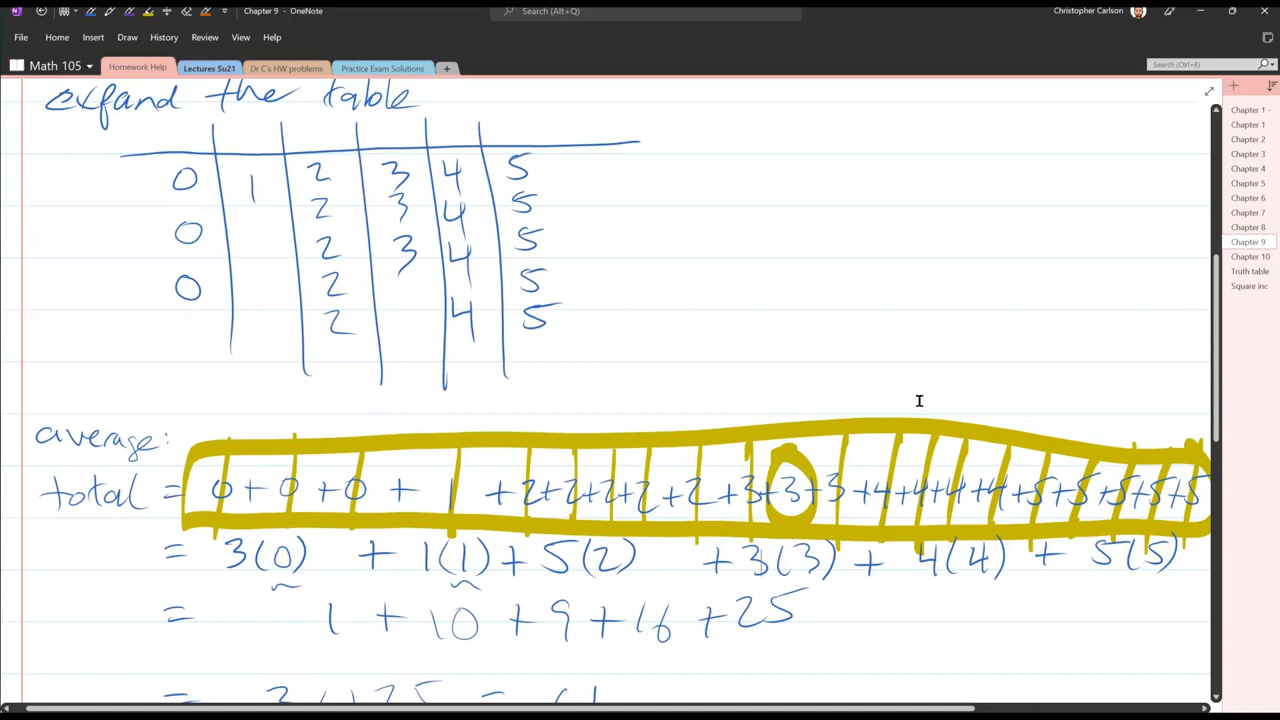 Chapter 9 - OneNote
Search (Alt+Q)
Christopher Carlson
File Home Insert Draw History Review View Help
Math 105
Homework Help
Lectures Su21
Dr C's HW problems
Practice Exam Solutions
Search (Ctrl+E)
Chapter 1 -
Chapter 1
Chapter 2
Chapter 3
Chapter 4
Chapter 5
Chapter 6
Chapter 7
Chapter 8
Chapter 9
Chapter 10
Truth table
Square inc
expand the table
0 1 2 3 4 5
2 3 4 5
0 2 3 4 5
0 2 5
2 4 5
average:
total = 0 + 0 + 0 + 1 + 2 + 2 + 2 + 2 + 2 + 3 + 3 + 3 + 4 + 4 + 4 + 4 + 5 + 5 + 5 + 5 + 5
= 3(0) + 1(1) + 5(2) + 3(3) + 4(4) + 5(5)
= 1 + 10 + 9 + 16 + 25